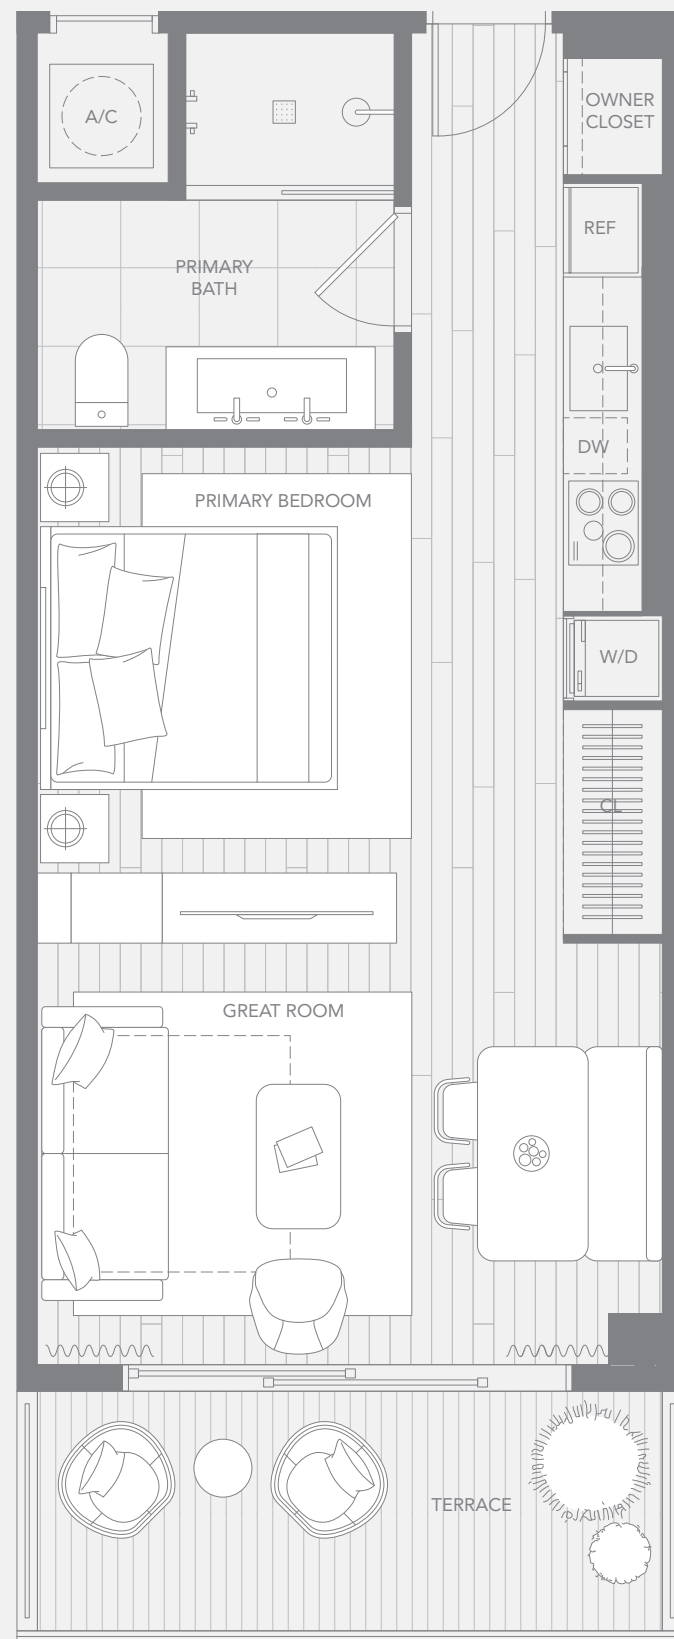 A/C
OWNER
CLOSET
REF
PRIMARY
BATH
DW
PRIMARY BEDROOM
W/D
CL
GREAT ROOM
TERRACE